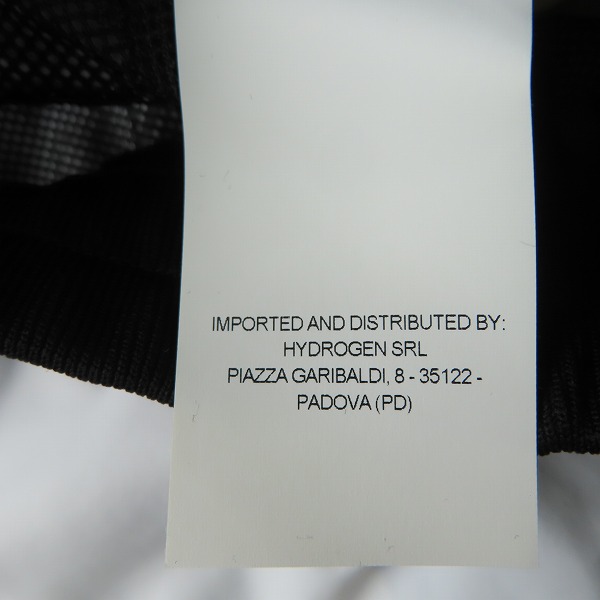 IMPORTED AND DISTRIBUTED BY:
HYDROGEN SRL
PIAZZA GARIBALDI, 8 - 35122 -
PADOVA (PD)